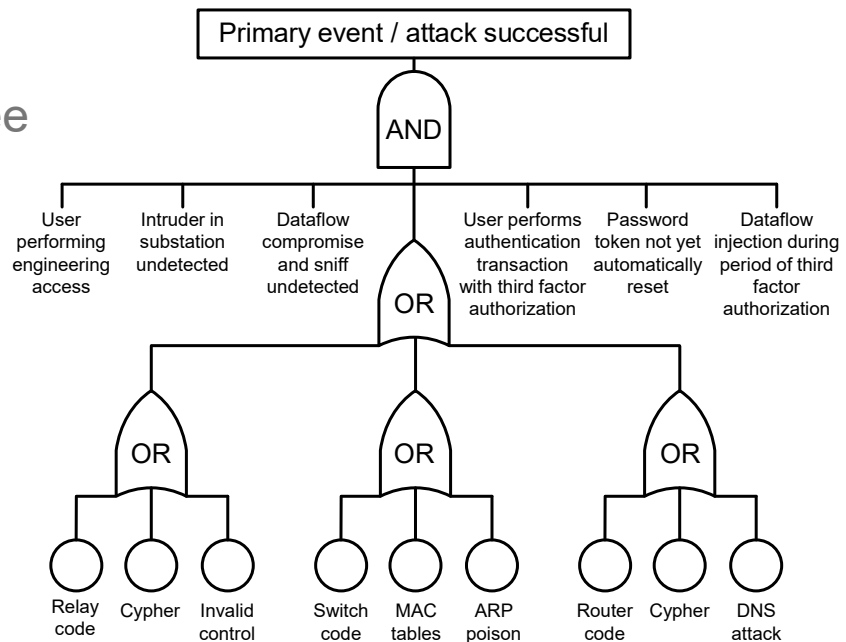 Primary event / attack successful
ee
AND
User
performing
engineering
access
Intruder in
substation
undetected
Dataflow
compromise
and sniff
undetected
User performs
authentication
transaction
with third factor
authorization
Password
token not yet
automatically
reset
Dataflow
injection during
period of third
factor
authorization
OR
OR
OR
OR
Relay
code
Cypher
Invalid
control
Switch
code
MAC
tables
ARP
poison
Router
code
Cypher
DNS
attack